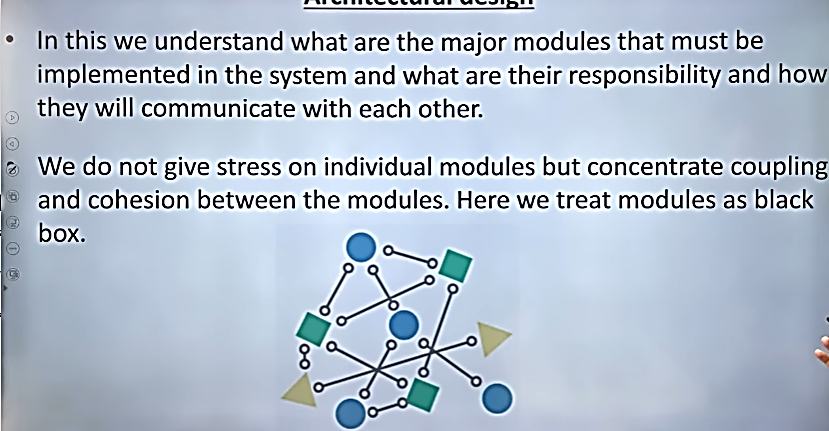 Architectural design
• In this we understand what are the major modules that must be
implemented in the system and what are their responsibility and how
they will communicate with each other.
We do not give stress on individual modules but concentrate coupling
and cohesion between the modules. Here we treat modules as black
box.